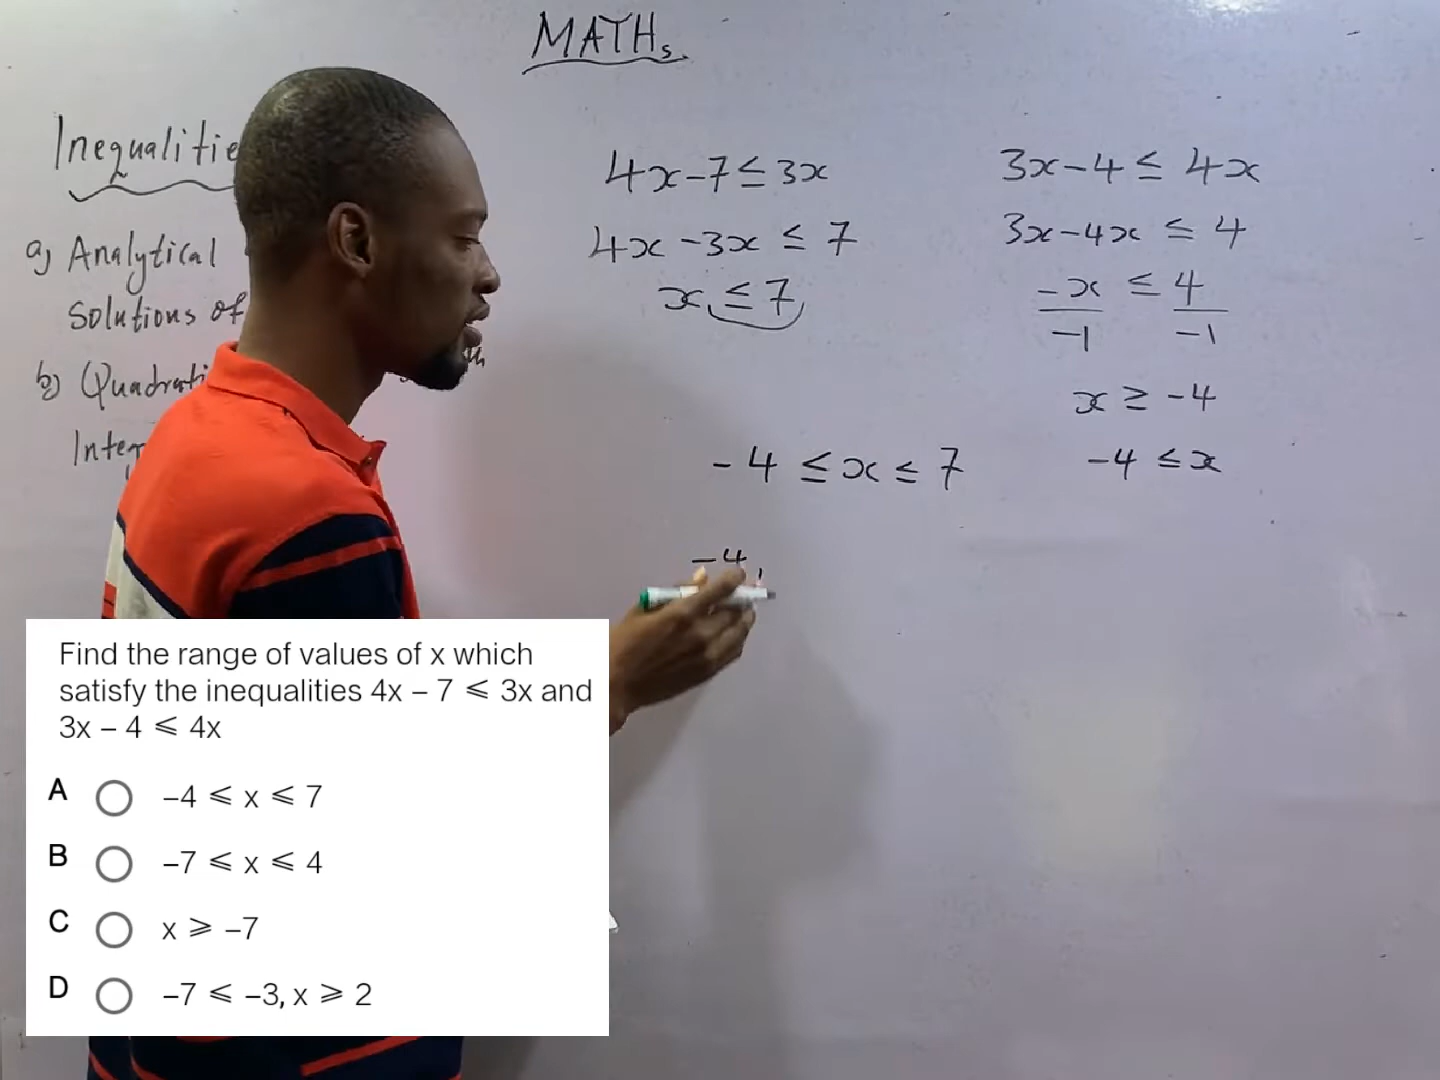 MATHs
Inequalitie
a) Analytical
Solutions of
b) Quadrati
Inter
4x-7≤3x
4x-3x ≤ 7
x ≤ 7
3x-4 ≤ 4x
3x-4x ≤ 4
-x ≤ 4
-1 -1
x ≥ -4
-4 ≤ x
-4 ≤ x ≤ 7
-4,
Find the range of values of x which
satisfy the inequalities 4x – 7 ⩽ 3x and
3x – 4 ⩽ 4x
A –4 ⩽ x ⩽ 7
B –7 ⩽ x ⩽ 4
C x ⩾ –7
D –7 ⩽ –3, x ⩾ 2